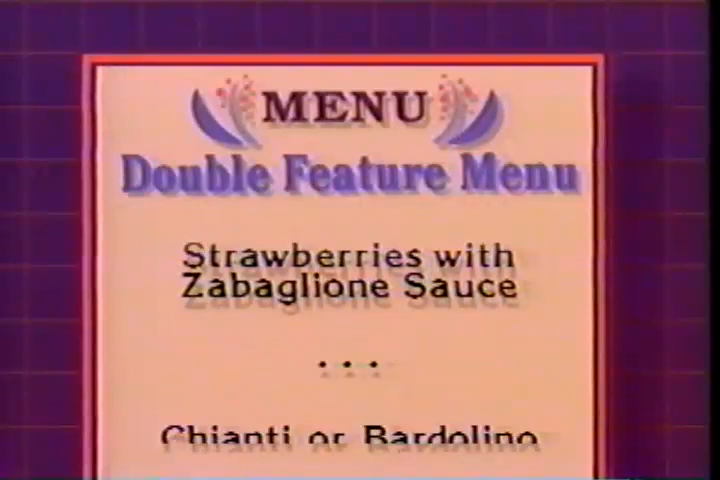 MENU
Double Feature Menu
Strawberries with
Zabaglione Sauce
...
Chianti or Bardolino